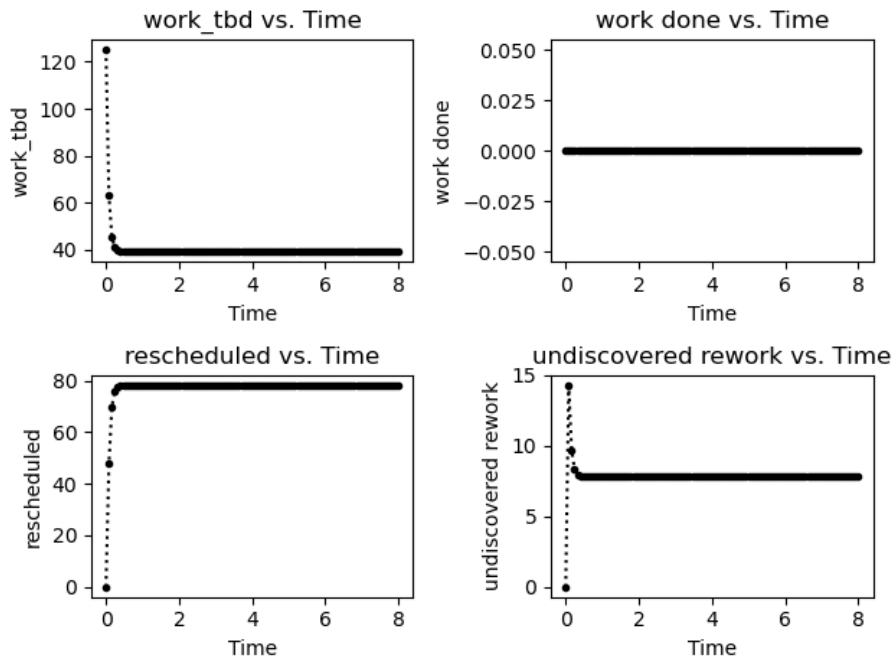 work_tbd vs. Time
120
100
80
60
40
work_tbd
0 2 4 6 8
Time
work done vs. Time
0.050
0.025
0.000
−0.025
−0.050
work done
0 2 4 6 8
Time
rescheduled vs. Time
80
60
40
20
0
rescheduled
0 2 4 6 8
Time
undiscovered rework vs. Time
15
10
5
0
undiscovered rework
0 2 4 6 8
Time